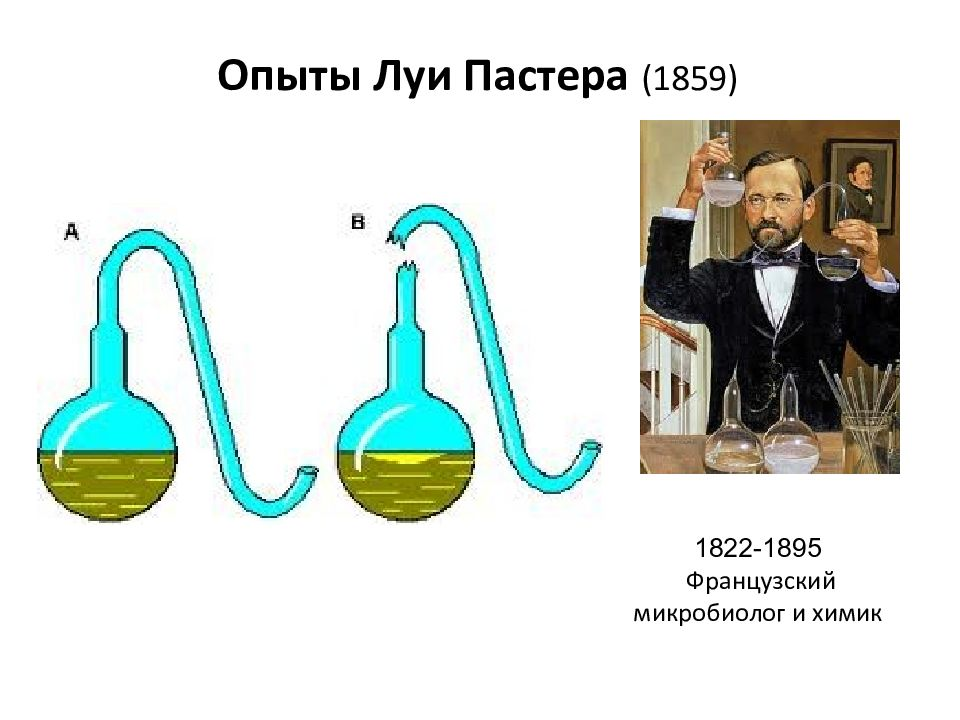 Опыты Луи Пастера (1859)
A
B
1822-1895
Французский
микробиолог и химик